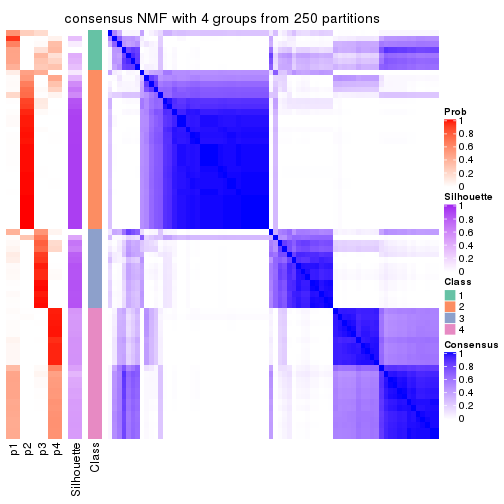 consensus NMF with 4 groups from 250 partitions
Prob
1
0.8
0.6
0.4
0.2
0
Silhouette
1
0.8
0.6
0.4
0.2
0
Class
1
2
3
4
Consensus
1
0.8
0.6
0.4
0.2
0
p1
p2
p3
p4
Silhouette
Class